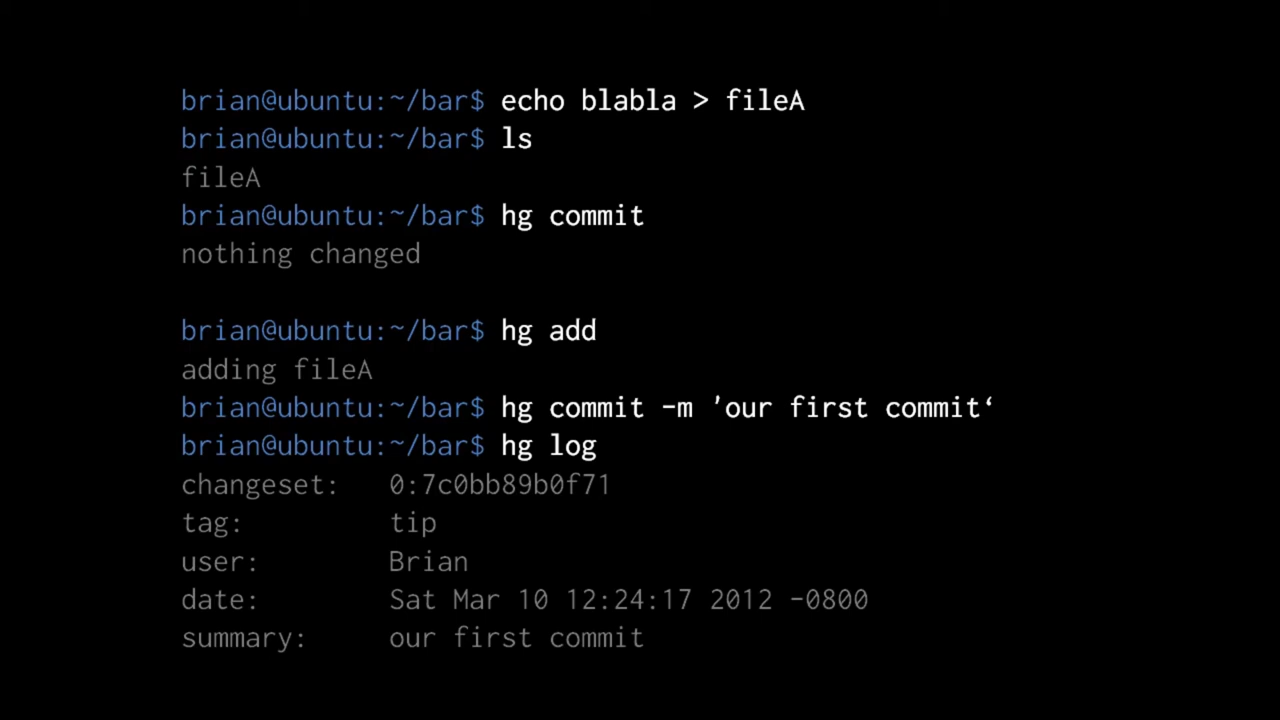 brian@ubuntu:~/bar$ echo blabla > fileA
brian@ubuntu:~/bar$ ls
fileA
brian@ubuntu:~/bar$ hg commit
nothing changed
brian@ubuntu:~/bar$ hg add
adding fileA
brian@ubuntu:~/bar$ hg commit -m 'our first commit‘
brian@ubuntu:~/bar$ hg log
changeset: 0:7c0bb89b0f71
tag: tip
user: Brian
date: Sat Mar 10 12:24:17 2012 -0800
summary: our first commit